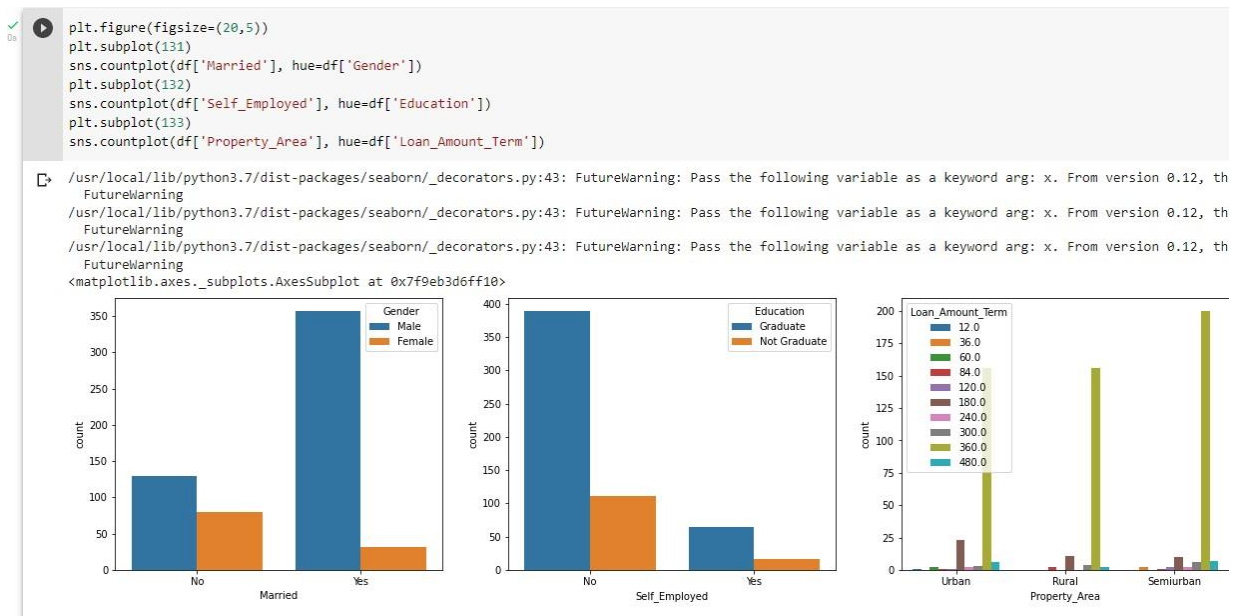 0s
plt.figure(figsize=(20,5))
plt.subplot(131)
sns.countplot(df['Married'], hue=df['Gender'])
plt.subplot(132)
sns.countplot(df['Self_Employed'], hue=df['Education'])
plt.subplot(133)
sns.countplot(df['Property_Area'], hue=df['Loan_Amount_Term'])
/usr/local/lib/python3.7/dist-packages/seaborn/_decorators.py:43: FutureWarning: Pass the following variable as a keyword arg: x. From version 0.12, th
FutureWarning
/usr/local/lib/python3.7/dist-packages/seaborn/_decorators.py:43: FutureWarning: Pass the following variable as a keyword arg: x. From version 0.12, th
FutureWarning
/usr/local/lib/python3.7/dist-packages/seaborn/_decorators.py:43: FutureWarning: Pass the following variable as a keyword arg: x. From version 0.12, th
FutureWarning
<matplotlib.axes._subplots.AxesSubplot at 0x7f9eb3d6ff10>
350
300
250
200
150
100
50
0
count
Gender
Male
Female
No Yes
Married
400
350
300
250
200
150
100
50
0
count
Education
Graduate
Not Graduate
No Yes
Self_Employed
200
175
150
125
100
75
50
25
0
count
Loan_Amount_Term
12.0
36.0
60.0
84.0
120.0
180.0
240.0
300.0
360.0
480.0
Urban Rural Semiurban
Property_Area